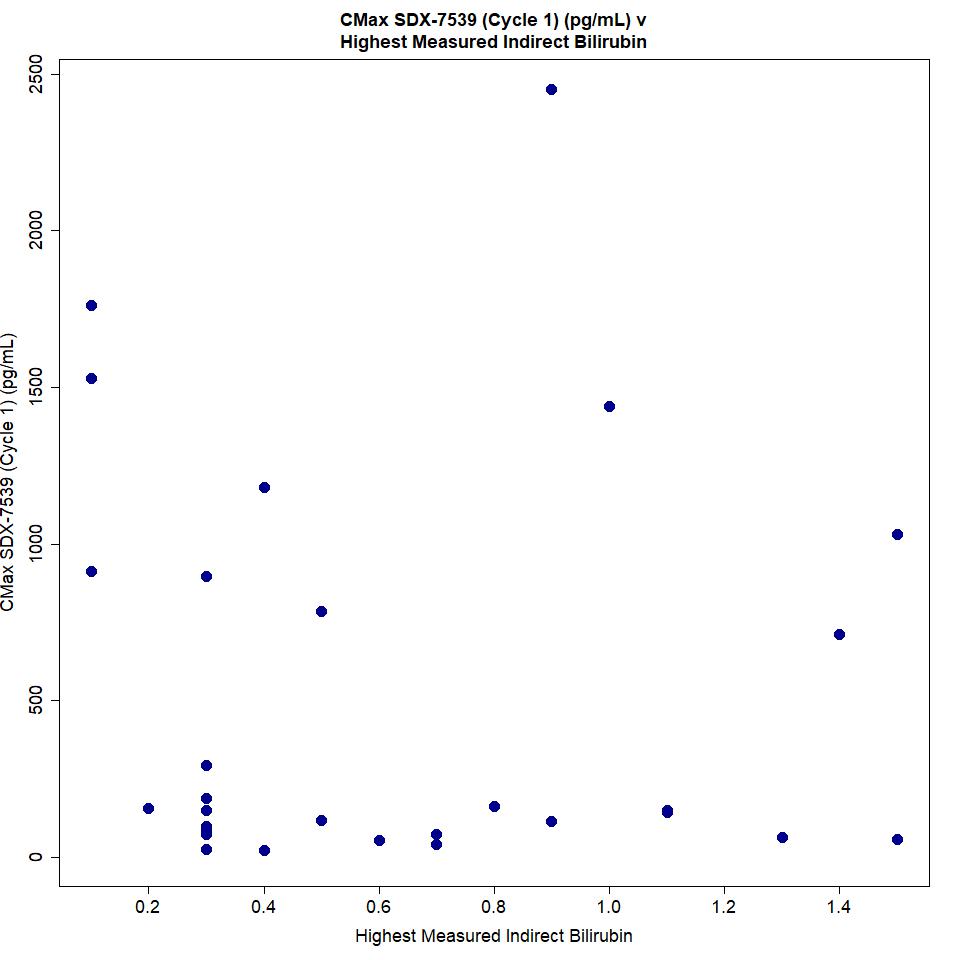 CMax SDX-7539 (Cycle 1) (pg/mL) v
Highest Measured Indirect Bilirubin
CMax SDX-7539 (Cycle 1) (pg/mL)
2500
2000
1500
1000
500
0
0.2 0.4 0.6 0.8 1.0 1.2 1.4
Highest Measured Indirect Bilirubin